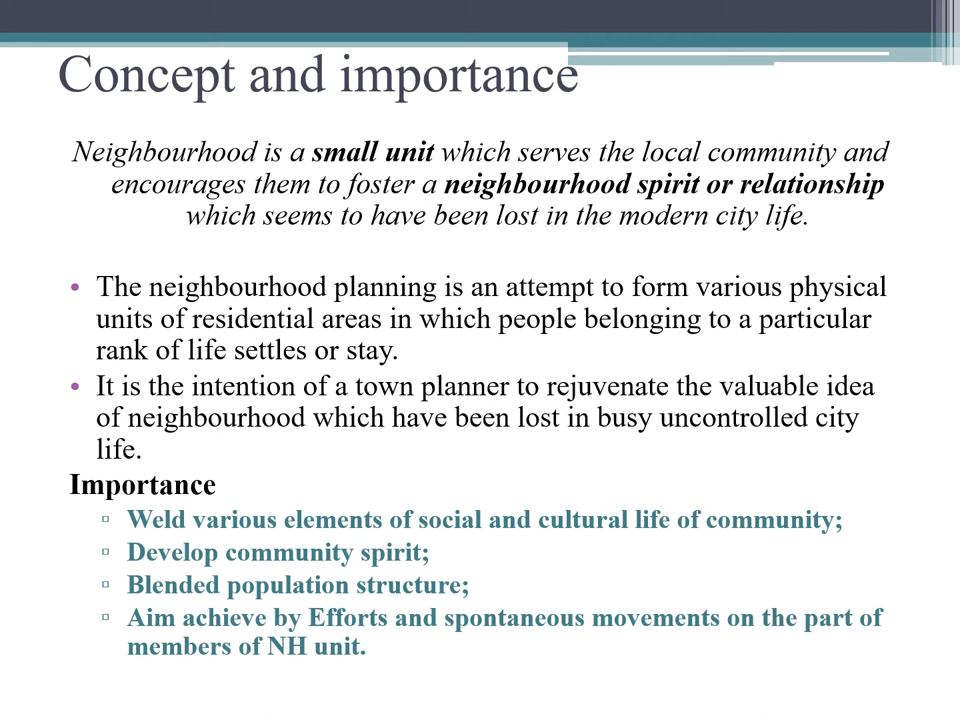 Concept and importance
Neighbourhood is a small unit which serves the local community and
encourages them to foster a neighbourhood spirit or relationship
which seems to have been lost in the modern city life.
• The neighbourhood planning is an attempt to form various physical
units of residential areas in which people belonging to a particular
rank of life settles or stay.
• It is the intention of a town planner to rejuvenate the valuable idea
of neighbourhood which have been lost in busy uncontrolled city
life.
Importance
▫ Weld various elements of social and cultural life of community;
▫ Develop community spirit;
▫ Blended population structure;
▫ Aim achieve by Efforts and spontaneous movements on the part of
members of NH unit.